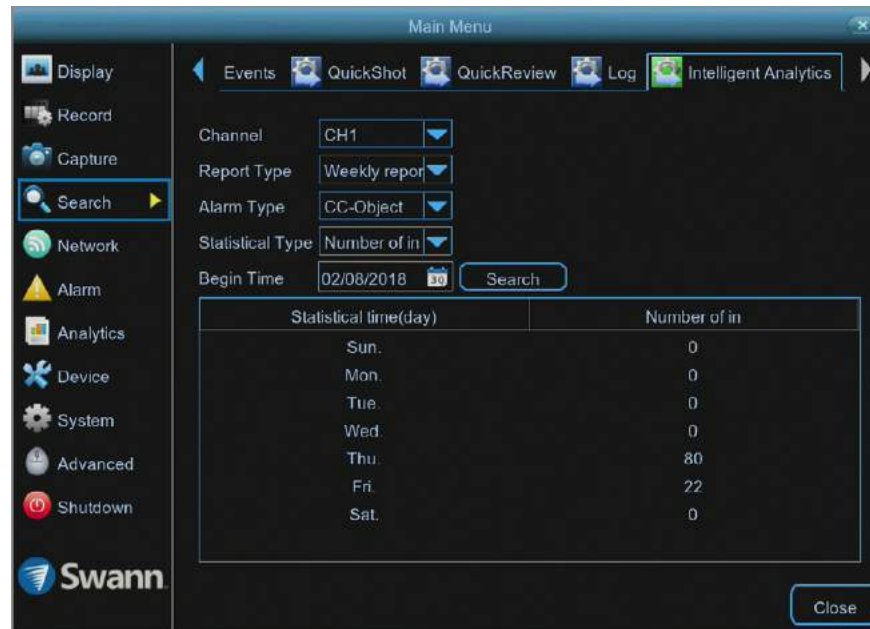 Main Menu
Display
Record
Capture
Search
Network
Alarm
Analytics
Device
System
Advanced
Shutdown
Swann
Events QuickShot QuickReview Log Intelligent Analytics
Channel CH1
Report Type Weekly repor
Alarm Type CC-Object
Statistical Type Number of in
Begin Time 02/08/2018 30 Search
Statistical time(day) Number of in
Sun. 0
Mon. 0
Tue. 0
Wed. 0
Thu. 80
Fri. 22
Sat. 0
Close